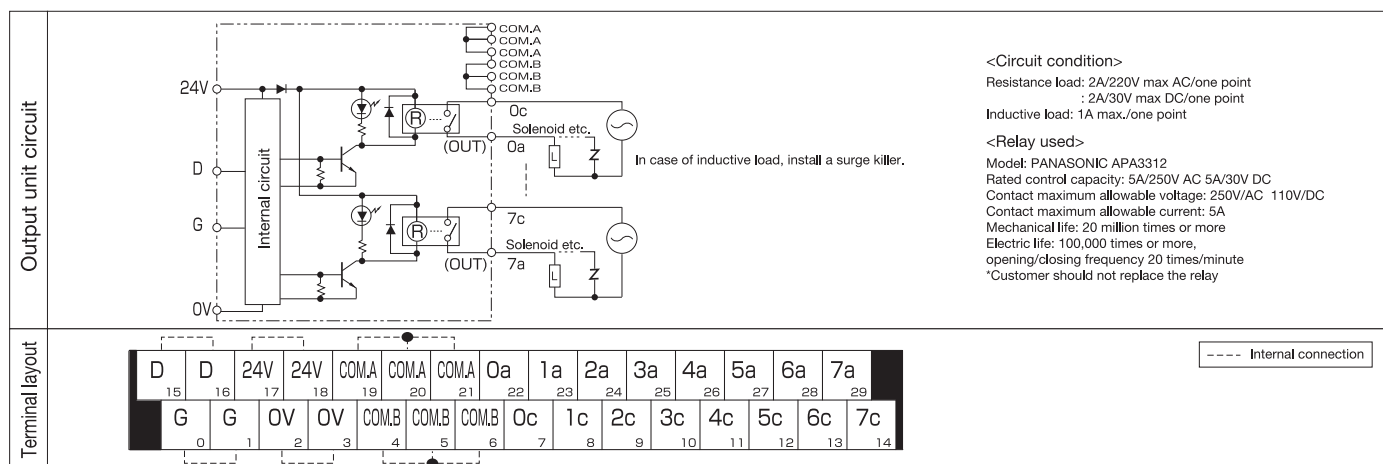 Output unit circuit
COM.A
COM.A
COM.A
COM.B
COM.B
COM.B
24V
D
G
0V
Internal circuit
R
(OUT)
0c
Solenoid etc.
0a
L
Z
In case of inductive load, install a surge killer.
R
(OUT)
7c
Solenoid etc.
7a
L
Z
<Circuit condition>
Resistance load: 2A/220V max AC/one point
: 2A/30V max DC/one point
Inductive load: 1A max./one point
<Relay used>
Model: PANASONIC APA3312
Rated control capacity: 5A/250V AC 5A/30V DC
Contact maximum allowable voltage: 250V/AC 110V/DC
Contact maximum allowable current: 5A
Mechanical life: 20 million times or more
Electric life: 100,000 times or more,
opening/closing frequency 20 times/minute
*Customer should not replace the relay
Terminal layout
D D 24V 24V COM.A COM.A COM.A 0a 1a 2a 3a 4a 5a 6a 7a
15 16 17 18 19 20 21 22 23 24 25 26 27 28 29
G G 0V 0V COM.B COM.B COM.B 0c 1c 2c 3c 4c 5c 6c 7c
0 1 2 3 4 5 6 7 8 9 10 11 12 13 14
---- Internal connection